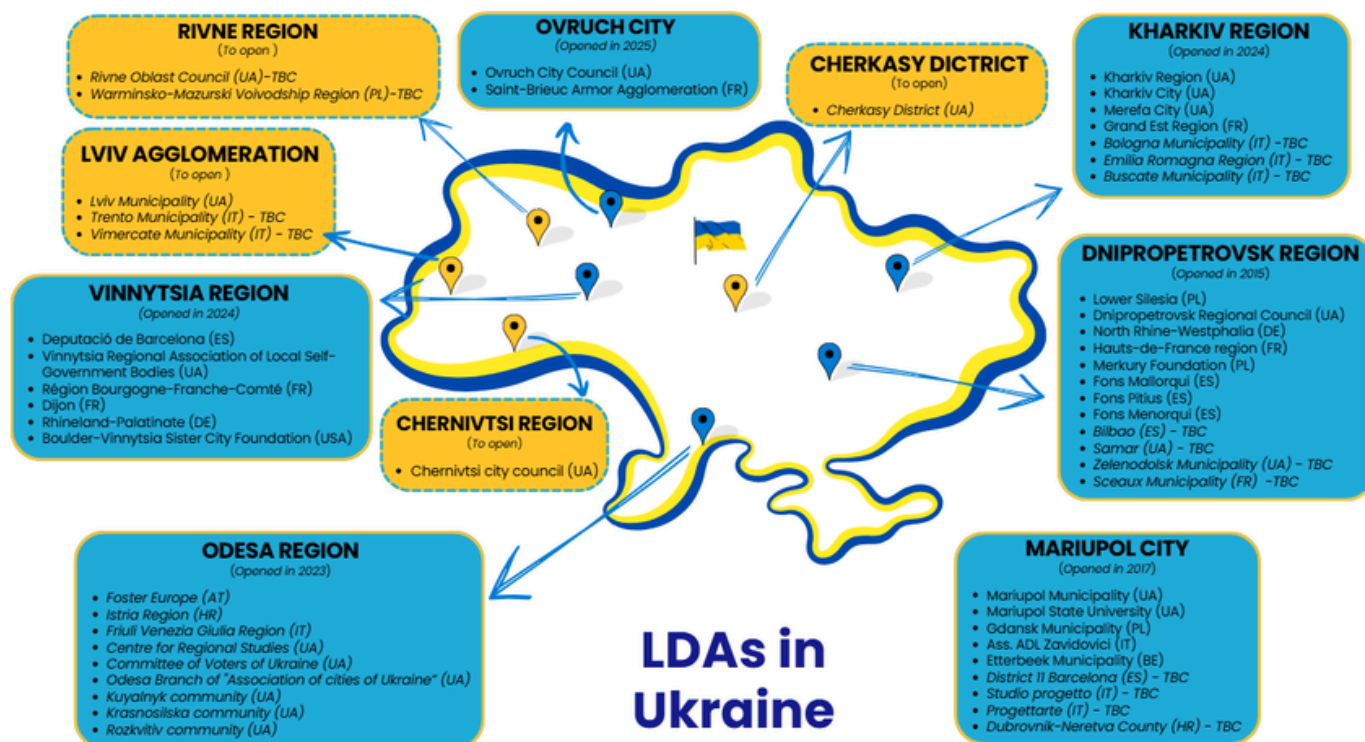 RIVNE REGION
(To open )
• Rivne Oblast Council (UA)-TBC
• Warminsko-Mazurski Voivodship Region (PL)-TBC
OVRUCH CITY
(Opened in 2025)
• Ovruch City Council (UA)
• Saint-Brieuc Armor Agglomeration (FR)
CHERKASY DICTRICT
(To open)
• Cherkasy District (UA)
KHARKIV REGION
(Opened in 2024)
• Kharkiv Region (UA)
• Kharkiv City (UA)
• Merefa City (UA)
• Grand Est Region (FR)
• Bologna Municipality (IT) -TBC
• Emilia Romagna Region (IT) - TBC
• Buscate Municipality (IT) - TBC
LVIV AGGLOMERATION
(To open )
• Lviv Municipality (UA)
• Trento Municipality (IT) - TBC
• Vimercate Municipality (IT) - TBC
VINNYTSIA REGION
(Opened in 2024)
• Deputació de Barcelona (ES)
• Vinnytsia Regional Association of Local Self-
Government Bodies (UA)
• Région Bourgogne-Franche-Comté (FR)
• Dijon (FR)
• Rhineland-Palatinate (DE)
• Boulder-Vinnytsia Sister City Foundation (USA)
DNIPROPETROVSK REGION
(Opened in 2015)
• Lower Silesia (PL)
• Dnipropetrovsk Regional Council (UA)
• North Rhine-Westphalia (DE)
• Hauts-de-France region (FR)
• Merkury Foundation (PL)
• Fons Mallorqui (ES)
• Fons Pitius (ES)
• Fons Menorqui (ES)
• Bilbao (ES) - TBC
• Samar (UA) - TBC
• Zelenodolsk Municipality (UA) - TBC
• Sceaux Municipality (FR) -TBC
CHERNIVTSI REGION
(To open)
• Chernivtsi city council (UA)
ODESA REGION
(Opened in 2023)
• Foster Europe (AT)
• Istria Region (HR)
• Friuli Venezia Giulia Region (IT)
• Centre for Regional Studies (UA)
• Committee of Voters of Ukraine (UA)
• Odesa Branch of "Association of cities of Ukraine" (UA)
• Kuyalnyk community (UA)
• Krasnosilska community (UA)
• Rozkvitiv community (UA)
MARIUPOL CITY
(Opened in 2017)
• Mariupol Municipality (UA)
• Mariupol State University (UA)
• Gdansk Municipality (PL)
• Ass. ADL Zavidovici (IT)
• Etterbeek Municipality (BE)
• District 11 Barcelona (ES) - TBC
• Studio progetto (IT) - TBC
• Progettarte (IT) - TBC
• Dubrovnik-Neretva County (HR) - TBC
LDAs in
Ukraine